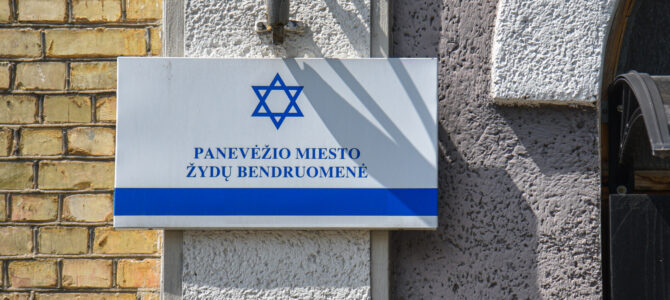 PANEVĖŽIO MIESTO
ŽYDŲ BENDRUOMENĖ